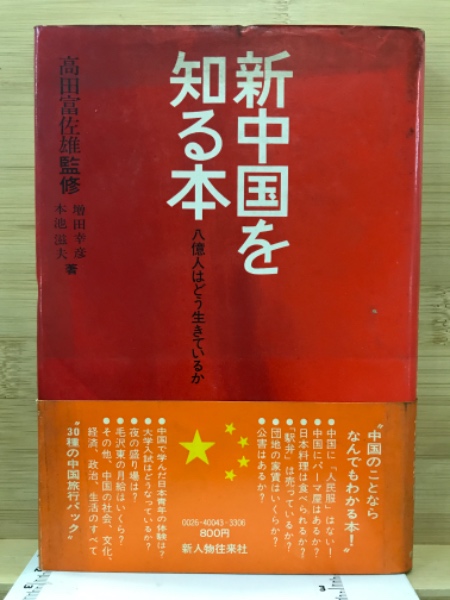 新中国を
知る本
八億人はどう生きているか
高田富佐雄監修
増田幸彦
本池滋夫 著
"中国のことなら
なんでもわかる本!"
●中国に「人民服」はない!
●中国にパーマ屋はあるか?
●日本料理は食べられるか?
●「駅弁」は売っているか?
●団地の家賃はいくらか?
●公害はあるか?
●中国で学んだ日本青年の体験は?
●大学入試はどうなっているか?
●夜の盛り場は?
●毛沢東の月給はいくら?
●その他、中国の社会、文化、
経済、政治、生活のすべて
"30種の中国旅行パック"
0026-40043-3306
800円
新人物往来社
3